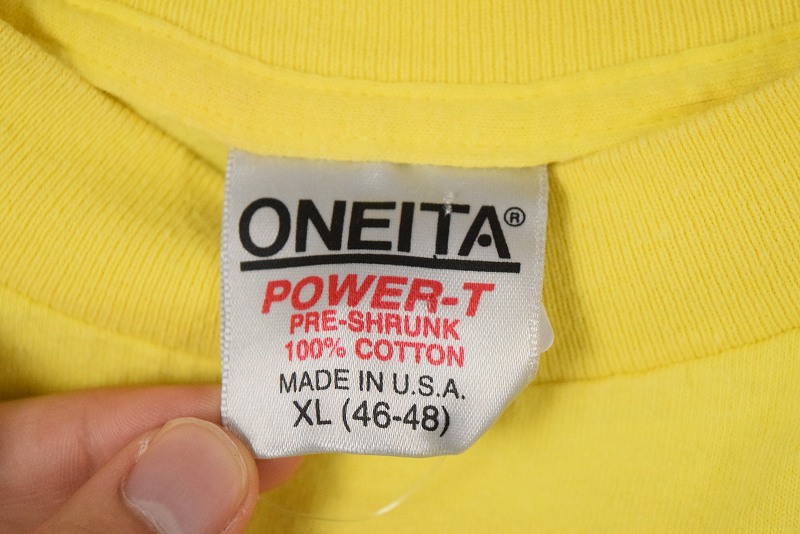 ONEITA®
POWER-T
PRE-SHRUNK
100% COTTON
MADE IN U.S.A.
XL (46-48)